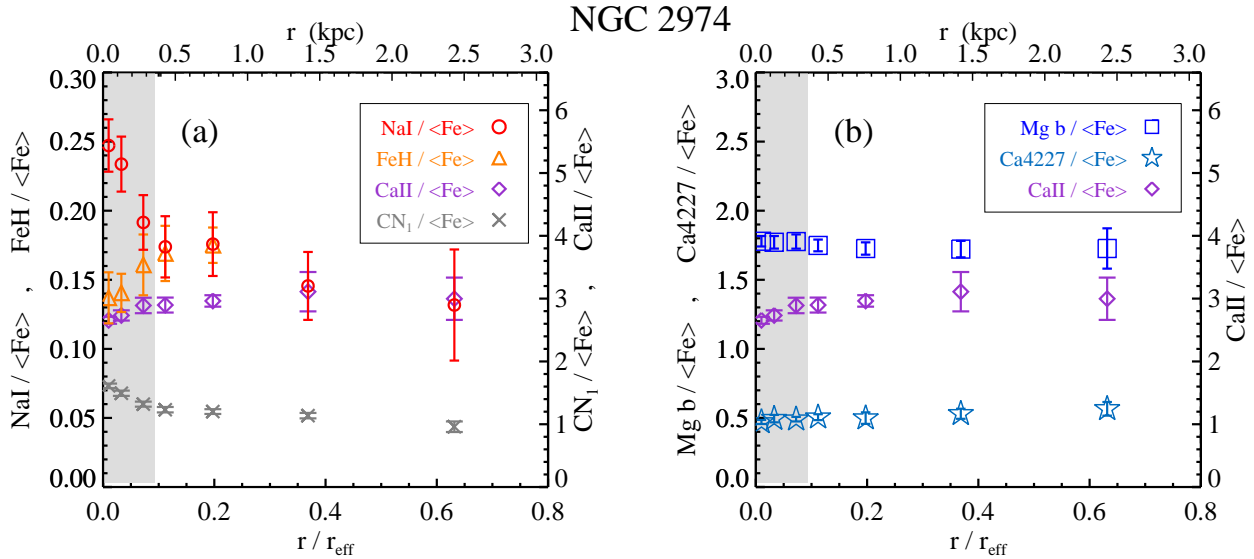 NGC 2974
r (kpc)
0.0 0.5 1.0 1.5 2.0 2.5 3.0
0.30
0.25
0.20
0.15
0.10
0.05
0.00
NaI / <Fe> , FeH / <Fe>
(a)
NaI / <Fe>
FeH / <Fe>
CaII / <Fe>
CN₁ / <Fe>
6
5
4
3
2
1
0
CN₁ / <Fe> , CaII / <Fe>
0.0 0.2 0.4 0.6 0.8
r / r_eff
r (kpc)
0.0 0.5 1.0 1.5 2.0 2.5 3.0
3.0
2.5
2.0
1.5
1.0
0.5
0.0
Mg b / <Fe> , Ca4227 / <Fe>
(b)
Mg b / <Fe>
Ca4227 / <Fe>
CaII / <Fe>
6
5
4
3
2
1
0
CaII / <Fe>
0.0 0.2 0.4 0.6 0.8
r / r_eff